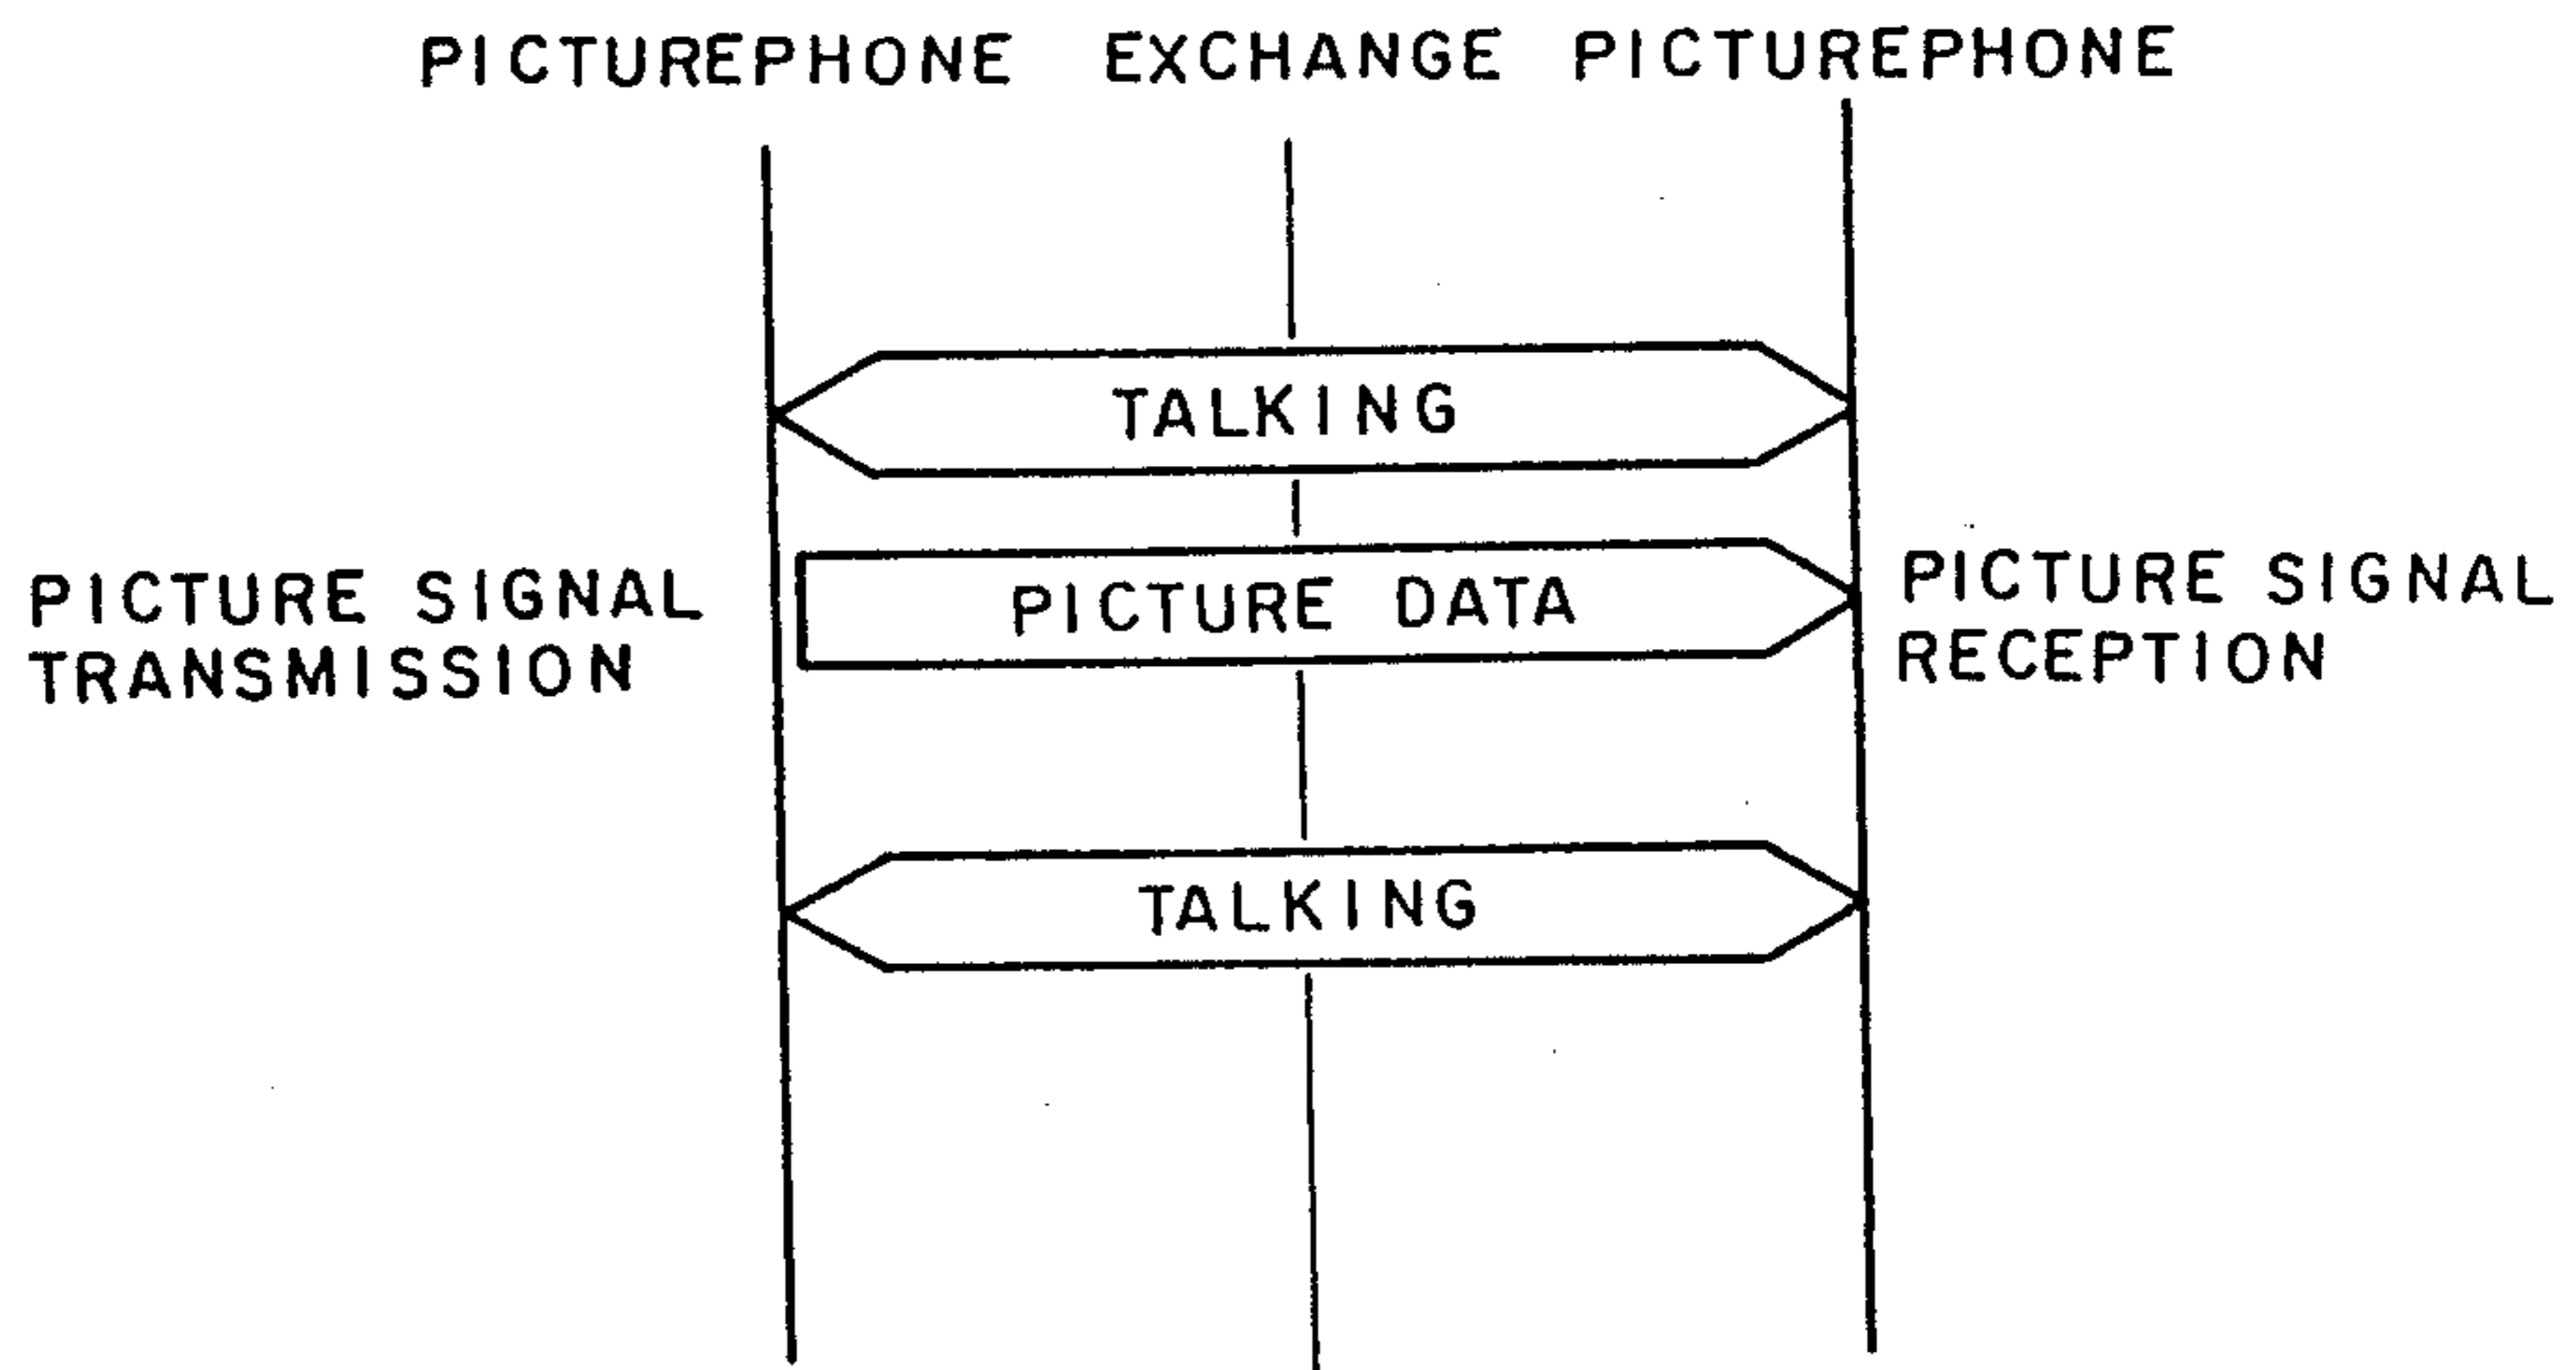 PICTUREPHONE EXCHANGE PICTUREPHONE
TALKING
PICTURE SIGNAL
TRANSMISSION
PICTURE DATA
PICTURE SIGNAL
RECEPTION
TALKING